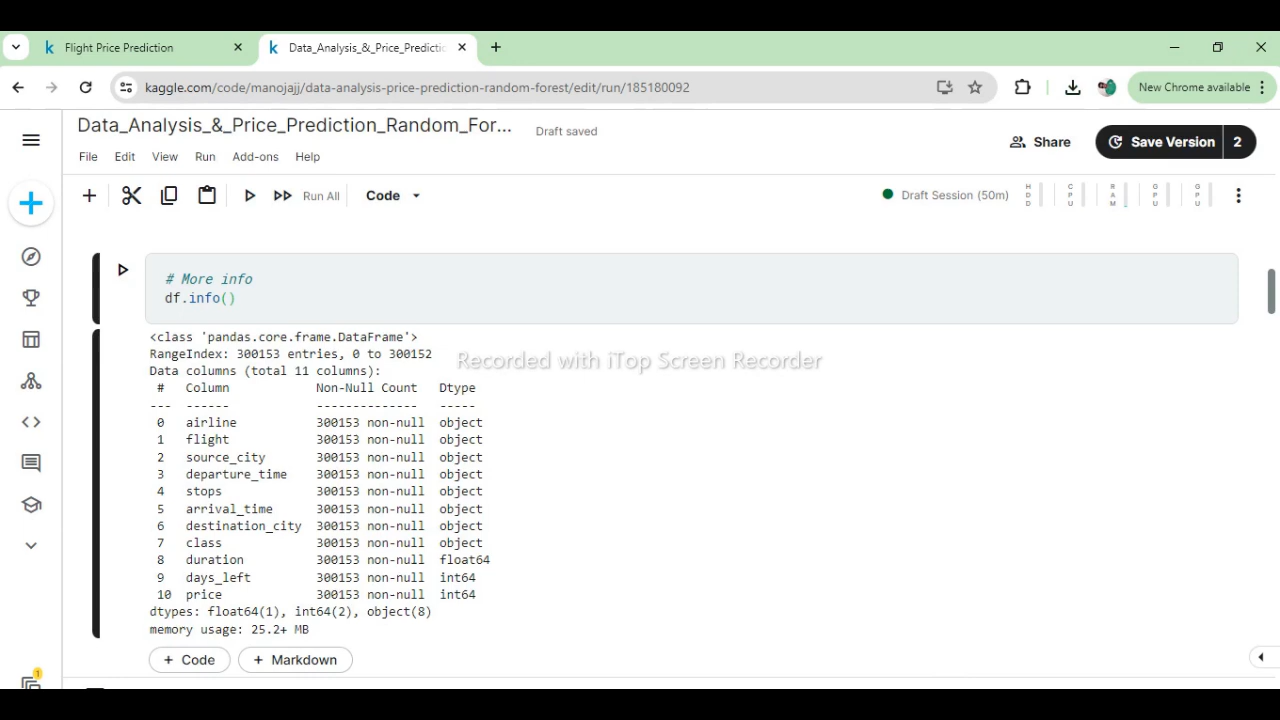 Flight Price Prediction
Data_Analysis_&_Price_Predictic
kaggle.com/code/manojajj/data-analysis-price-prediction-random-forest/edit/run/185180092
New Chrome available
Data_Analysis_&_Price_Prediction_Random_For...
Draft saved
Share
Save Version
2
File Edit View Run Add-ons Help
Run All
Code
Draft Session (50m)
HDD
CPU
RAM
GPU
GPU
# More info
df.info()
<class 'pandas.core.frame.DataFrame'>
RangeIndex: 300153 entries, 0 to 300152
Data columns (total 11 columns):
# Column Non-Null Count Dtype
--- ------ -------------- -----
0 airline 300153 non-null object
1 flight 300153 non-null object
2 source_city 300153 non-null object
3 departure_time 300153 non-null object
4 stops 300153 non-null object
5 arrival_time 300153 non-null object
6 destination_city 300153 non-null object
7 class 300153 non-null object
8 duration 300153 non-null float64
9 days_left 300153 non-null int64
10 price 300153 non-null int64
dtypes: float64(1), int64(2), object(8)
memory usage: 25.2+ MB
Recorded with iTop Screen Recorder
+ Code
+ Markdown
1